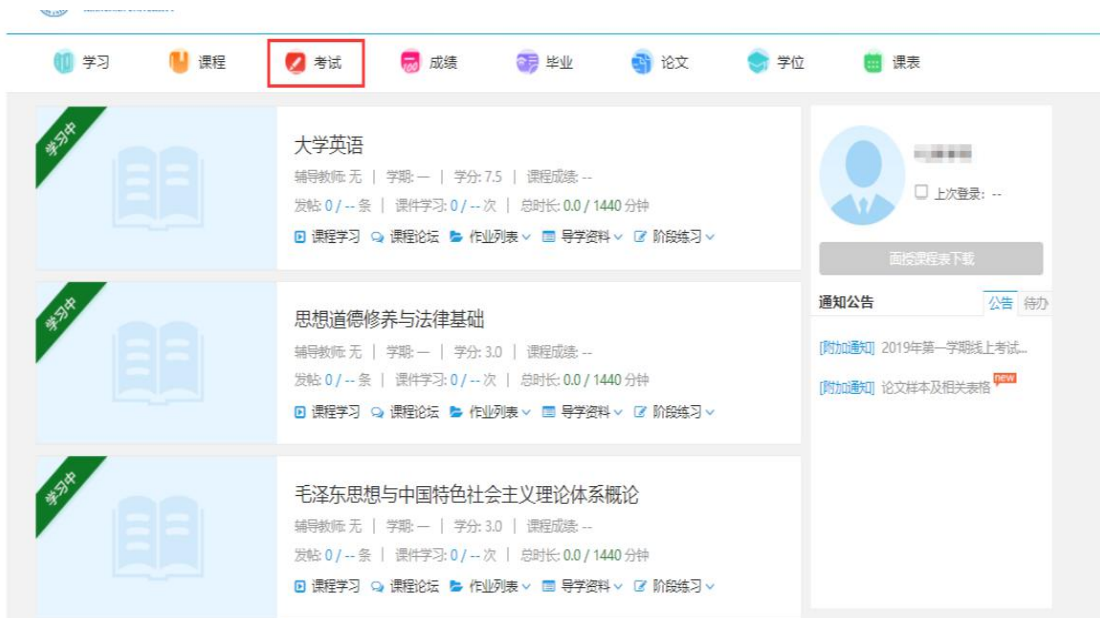 学习 课程 考试 成绩 毕业 论文 学位 课表
学习中
大学英语
辅导教师: 无 | 学期: — | 学分: 7.5 | 课程成绩: --
发帖: 0 / -- 条 | 课件学习: 0 / -- 次 | 总时长: 0.0 / 1440 分钟
课程学习 课程论坛 作业列表 导学资料 阶段练习
学习中
思想道德修养与法律基础
辅导教师: 无 | 学期: — | 学分: 3.0 | 课程成绩: --
发帖: 0 / -- 条 | 课件学习: 0 / -- 次 | 总时长: 0.0 / 1440 分钟
课程学习 课程论坛 作业列表 导学资料 阶段练习
学习中
毛泽东思想与中国特色社会主义理论体系概论
辅导教师: 无 | 学期: — | 学分: 3.0 | 课程成绩: --
发帖: 0 / -- 条 | 课件学习: 0 / -- 次 | 总时长: 0.0 / 1440 分钟
课程学习 课程论坛 作业列表 导学资料 阶段练习
上次登录: --
面授课程表下载
通知公告 公告 待办
[附加通知] 2019年第一学期线上考试...
[附加通知] 论文样本及相关表格 new